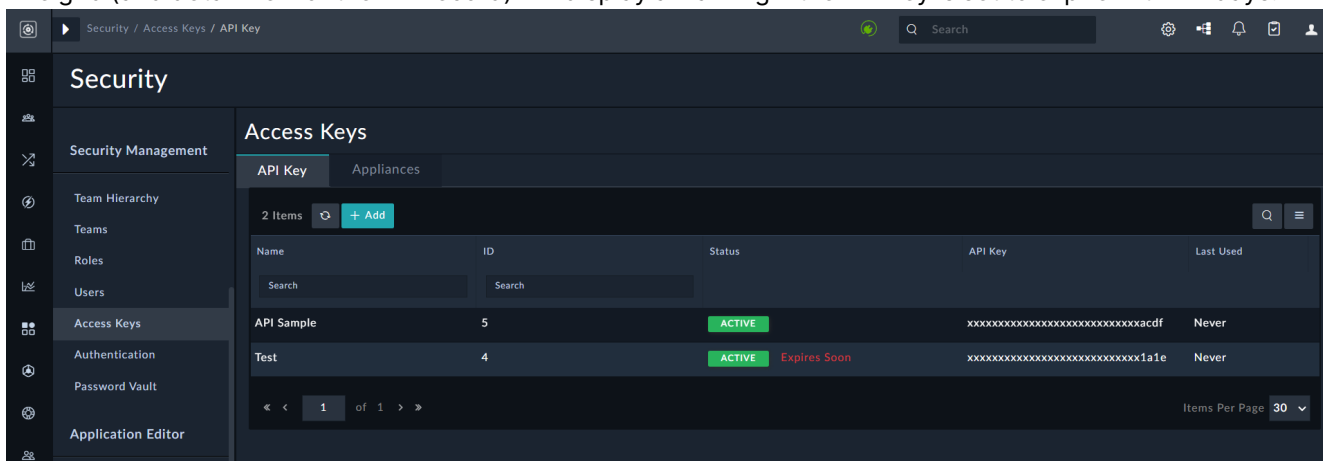 Security / Access Keys / API Key
Search
Security
Security Management
Team Hierarchy
Teams
Roles
Users
Access Keys
Authentication
Password Vault
Application Editor
Access Keys
API Key Appliances
2 Items + Add
Name ID Status API Key Last Used
Search Search
API Sample 5 ACTIVE xxxxxxxxxxxxxxxxxxxxxxxxxxxxacdf Never
Test 4 ACTIVE Expires Soon xxxxxxxxxxxxxxxxxxxxxxxxxxxx1a1e Never
« < 1 of 1 > » Items Per Page 30